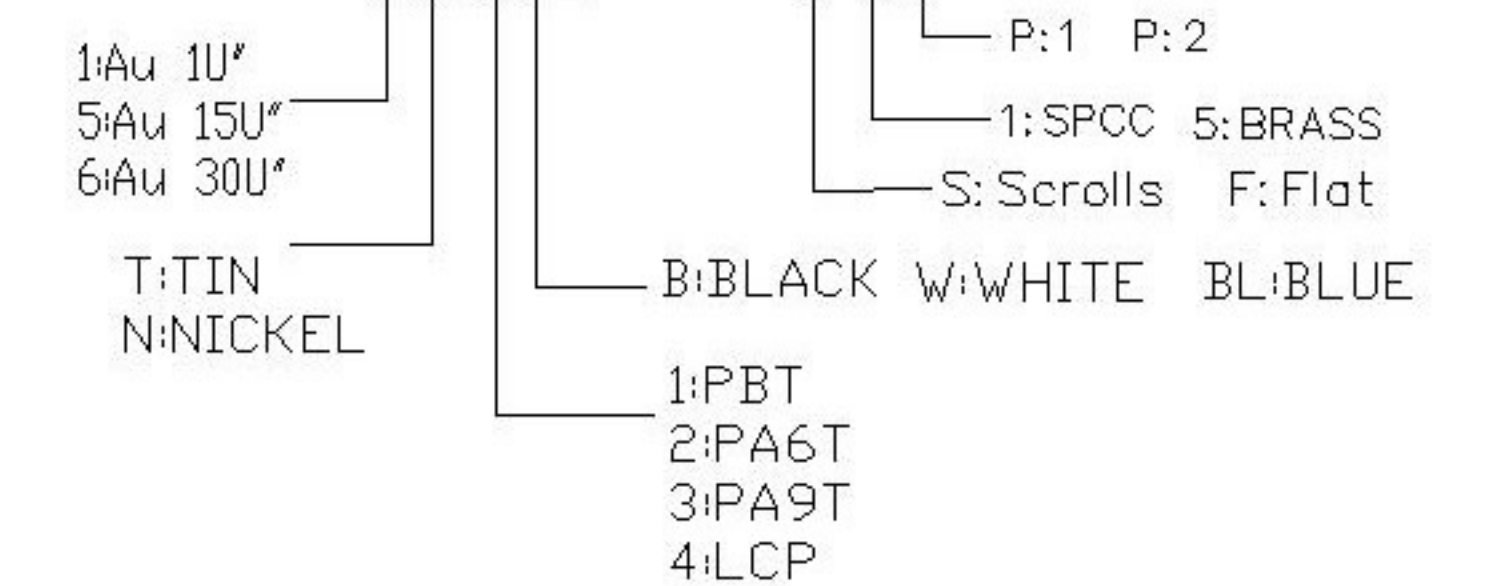 P:1 P:2
1:Au 1U"
5:Au 15U"
6:Au 30U"
1:SPCC 5:BRASS
S:Scrolls F:Flat
T:TIN
N:NICKEL
B:BLACK W:WHITE BL:BLUE
1:PBT
2:PA6T
3:PA9T
4:LCP